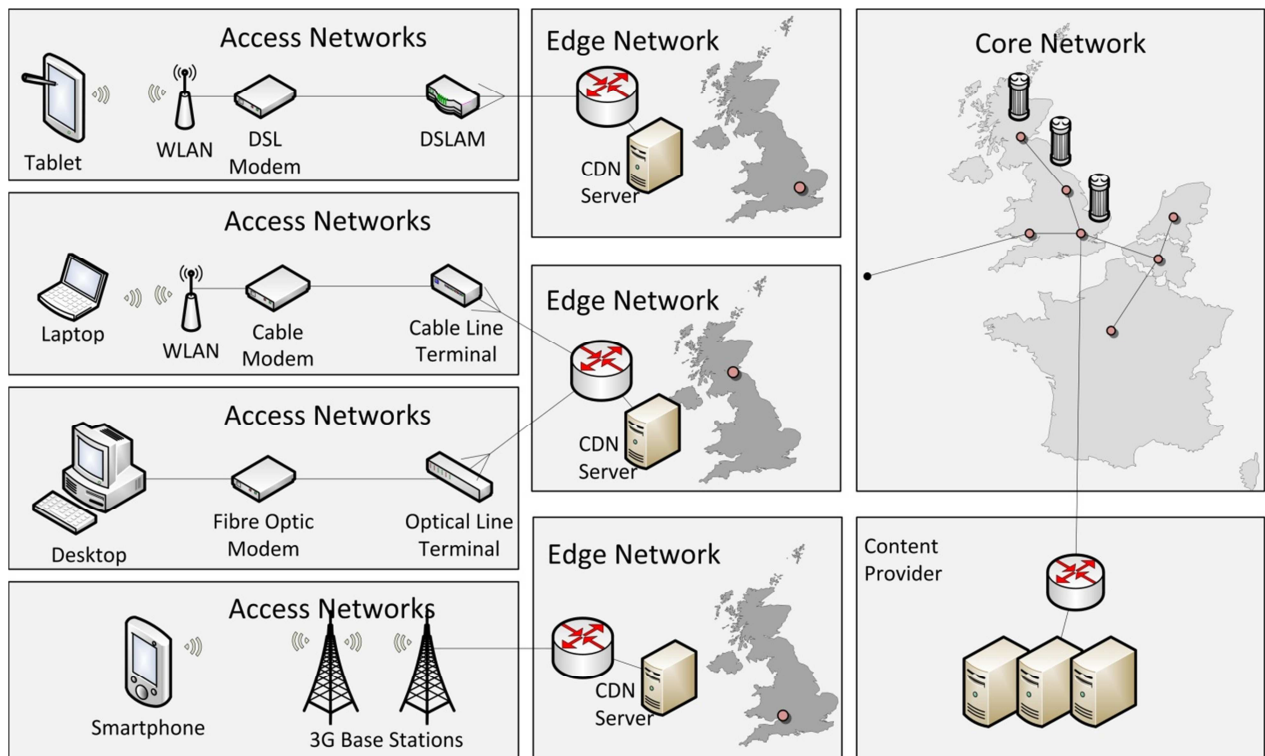 Access Networks
Tablet
WLAN
DSL
Modem
DSLAM
Access Networks
Laptop
WLAN
Cable
Modem
Cable Line
Terminal
Access Networks
Desktop
Fibre Optic
Modem
Optical Line
Terminal
Access Networks
Smartphone
3G Base Stations
Edge Network
CDN
Server
Edge Network
CDN
Server
Edge Network
CDN
Server
Core Network
Content
Provider